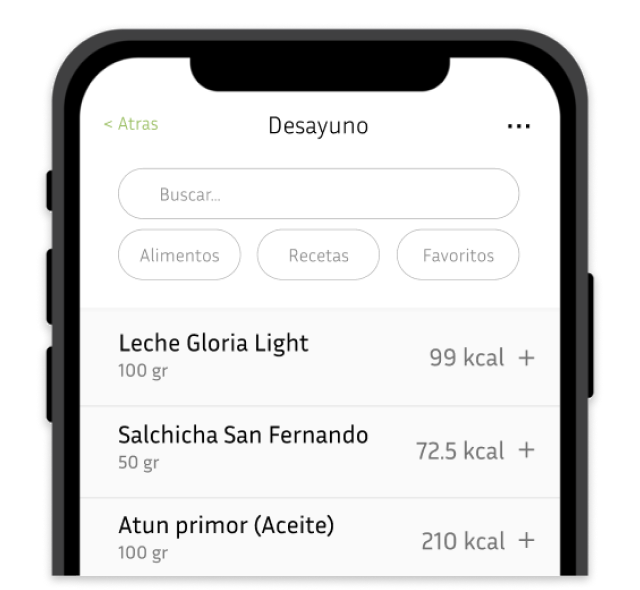 < Atras
Desayuno
...
Buscar...
Alimentos
Recetas
Favoritos
Leche Gloria Light
100 gr
99 kcal +
Salchicha San Fernando
50 gr
72.5 kcal +
Atun primor (Aceite)
100 gr
210 kcal +